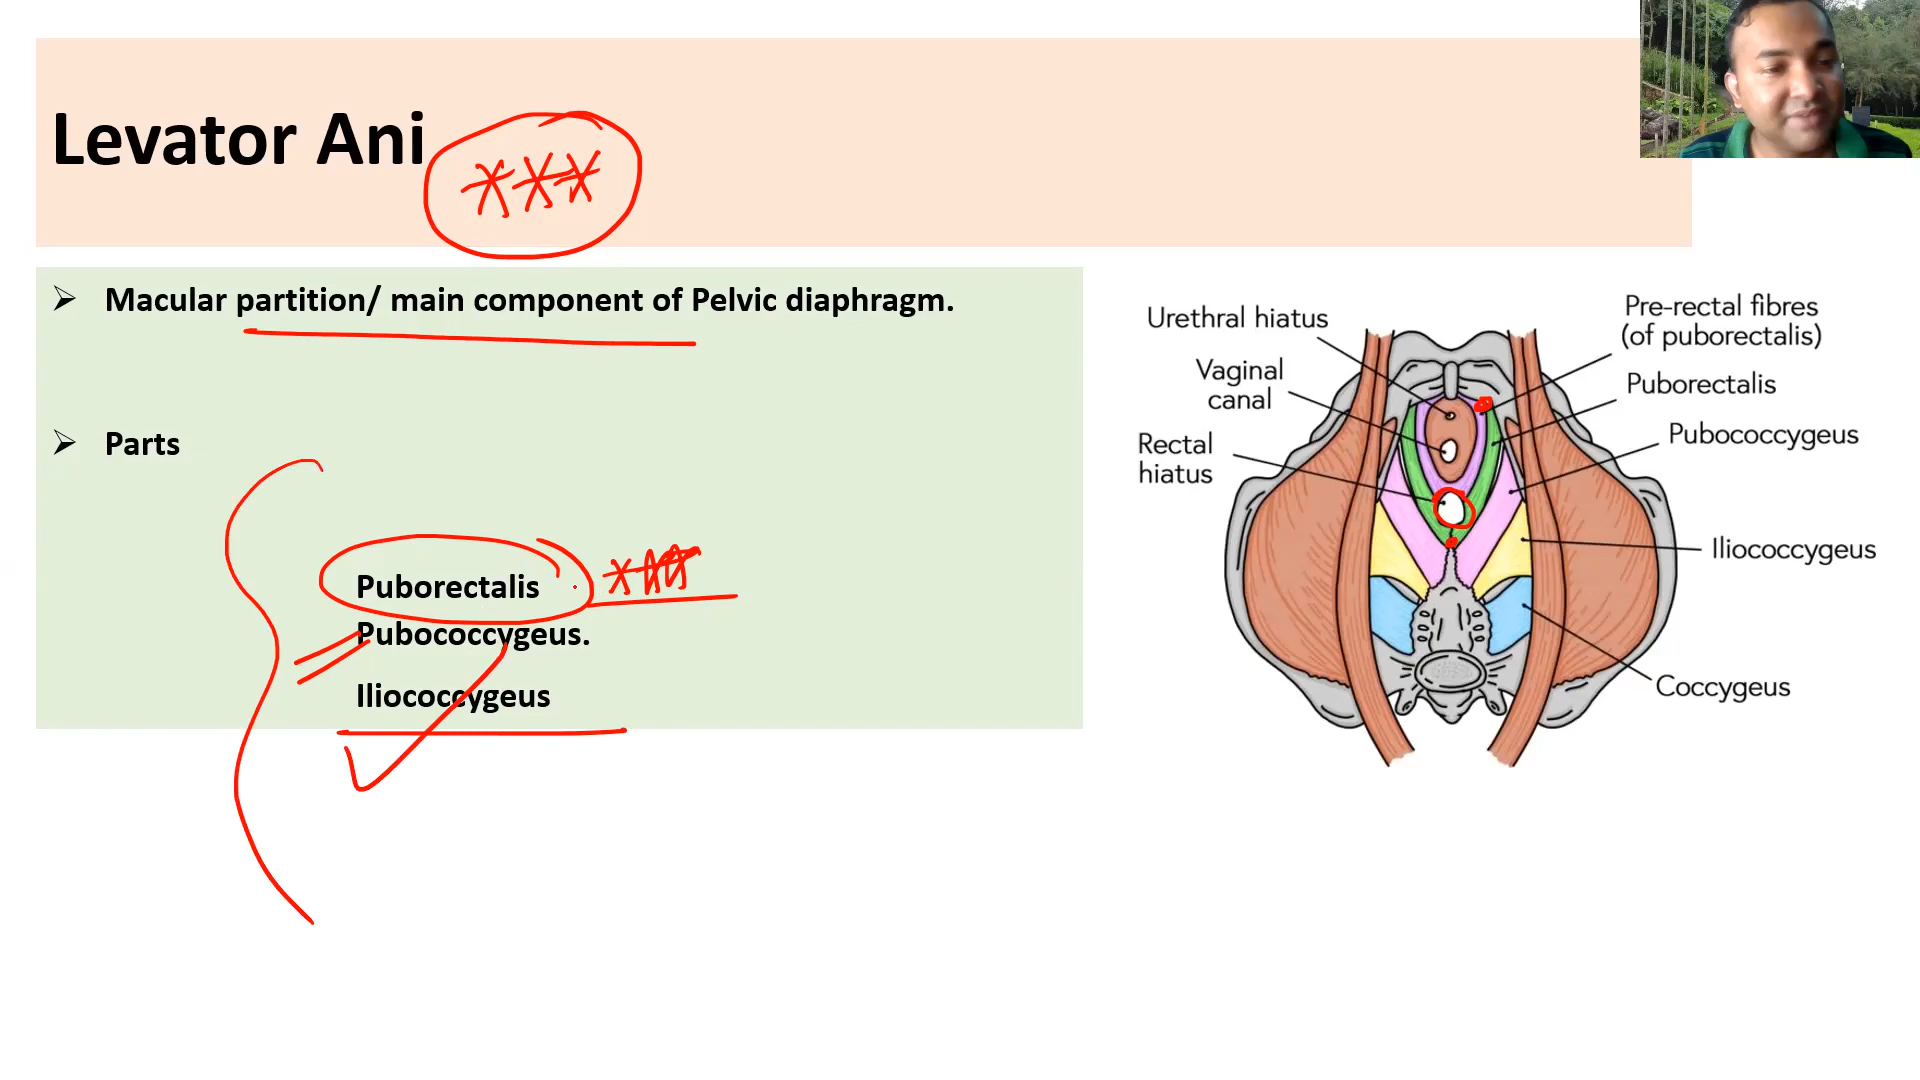 Levator Ani
Macular partition/ main component of Pelvic diaphragm.
Parts
Puborectalis
Pubococcygeus.
Iliococcygeus
Urethral hiatus
Vaginal
canal
Rectal
hiatus
Pre-rectal fibres
(of puborectalis)
Puborectalis
Pubococcygeus
Iliococcygeus
Coccygeus